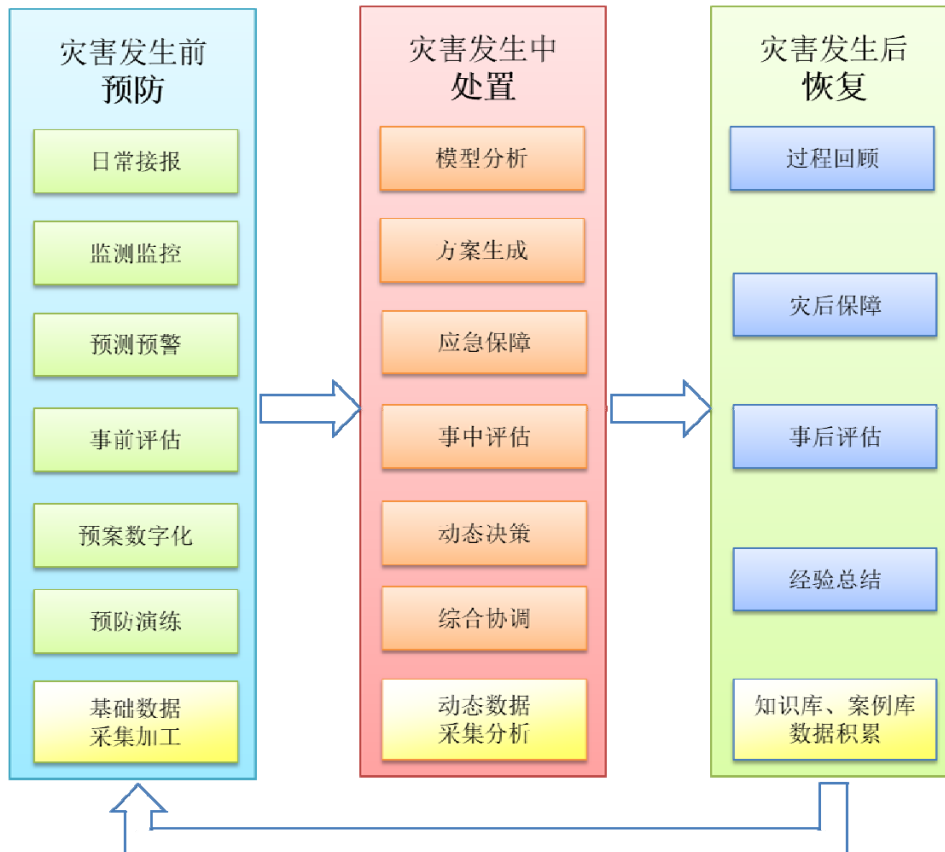 灾害发生前
预防
日常接报
监测监控
预测预警
事前评估
预案数字化
预防演练
基础数据
采集加工
灾害发生中
处置
模型分析
方案生成
应急保障
事中评估
动态决策
综合协调
动态数据
采集分析
灾害发生后
恢复
过程回顾
灾后保障
事后评估
经验总结
知识库、案例库
数据积累